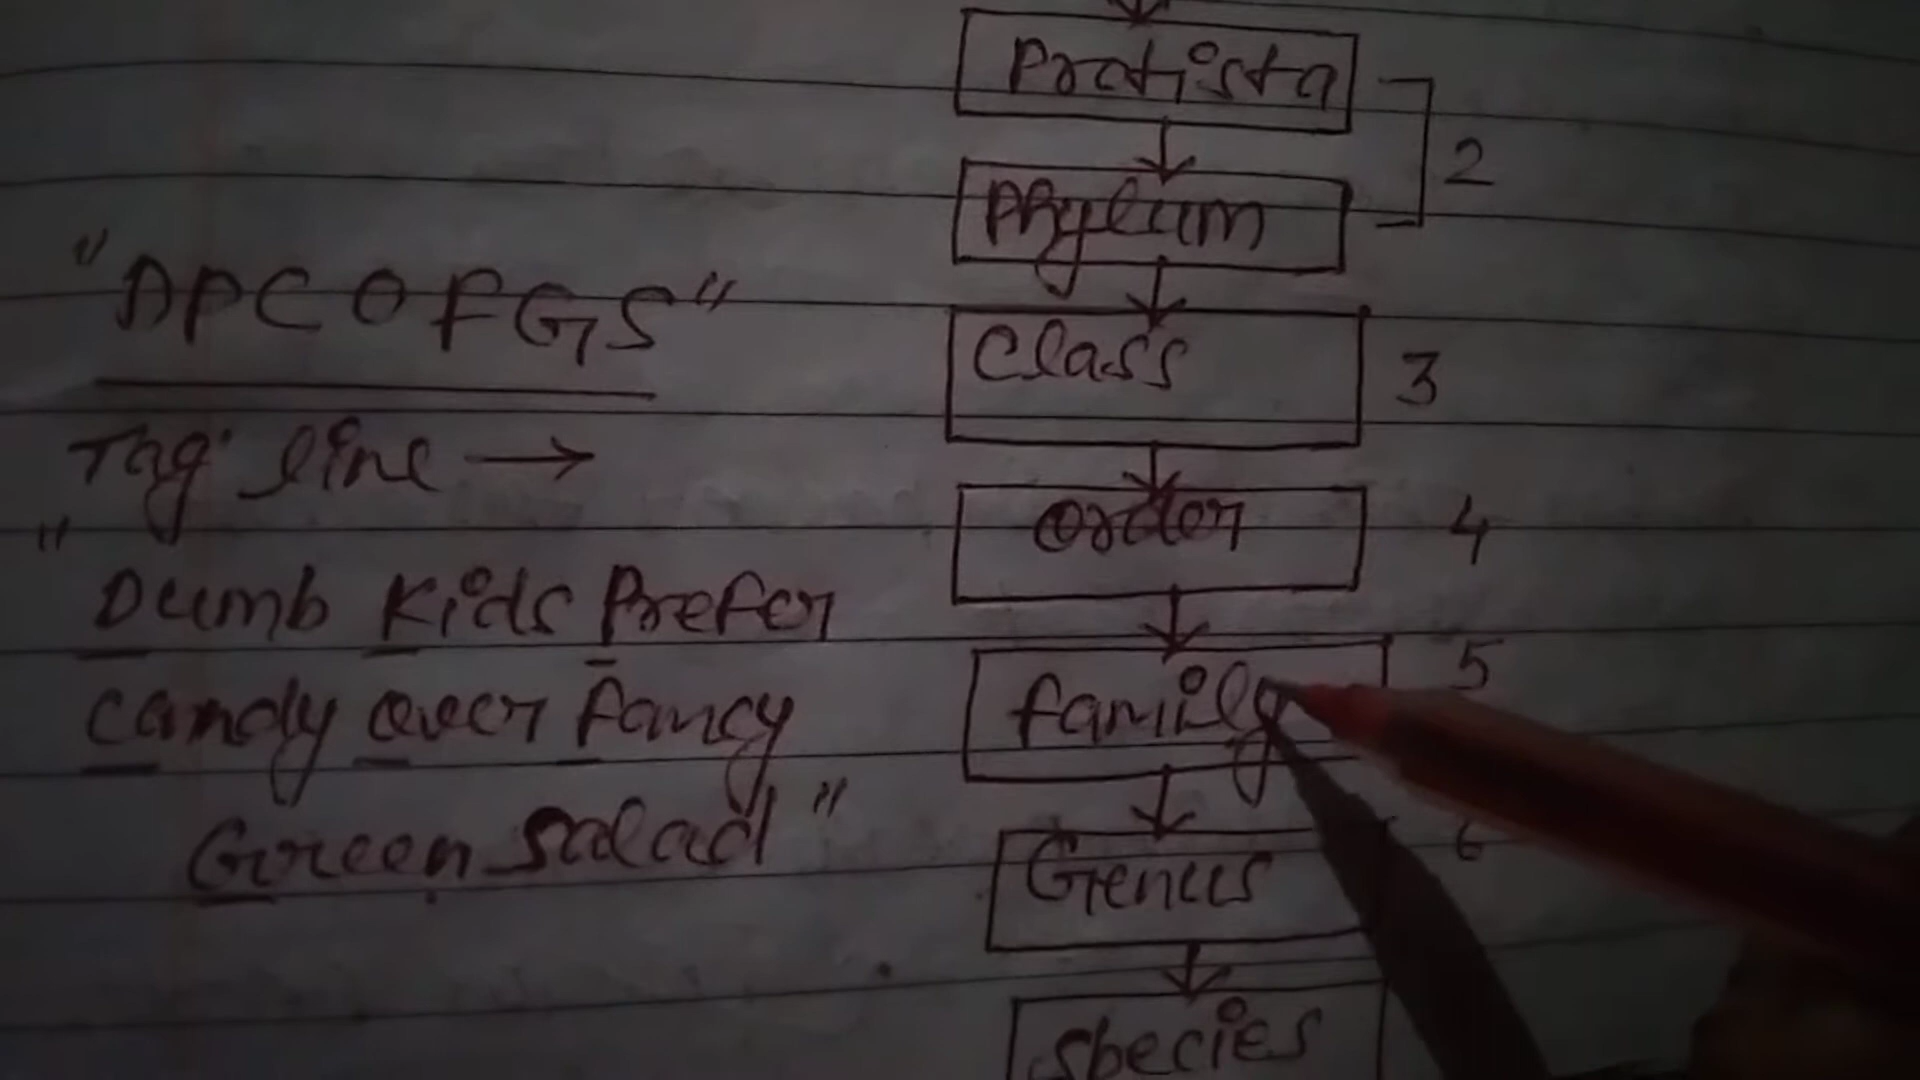 Protista
2
Phylum
"DPCOFGS"
Class
3
Tag line →
Order
4
"Dumb Kids Prefer
Family
5
Candy Over Fancy
Green Salad"
Genus
6
Species